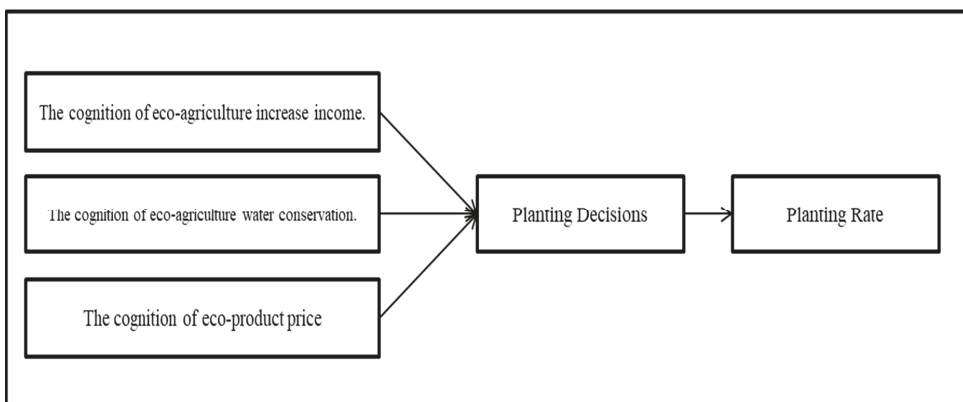 The cognition of eco-agriculture increase income.
The cognition of eco-agriculture water conservation.
The cognition of eco-product price
Planting Decisions
Planting Rate